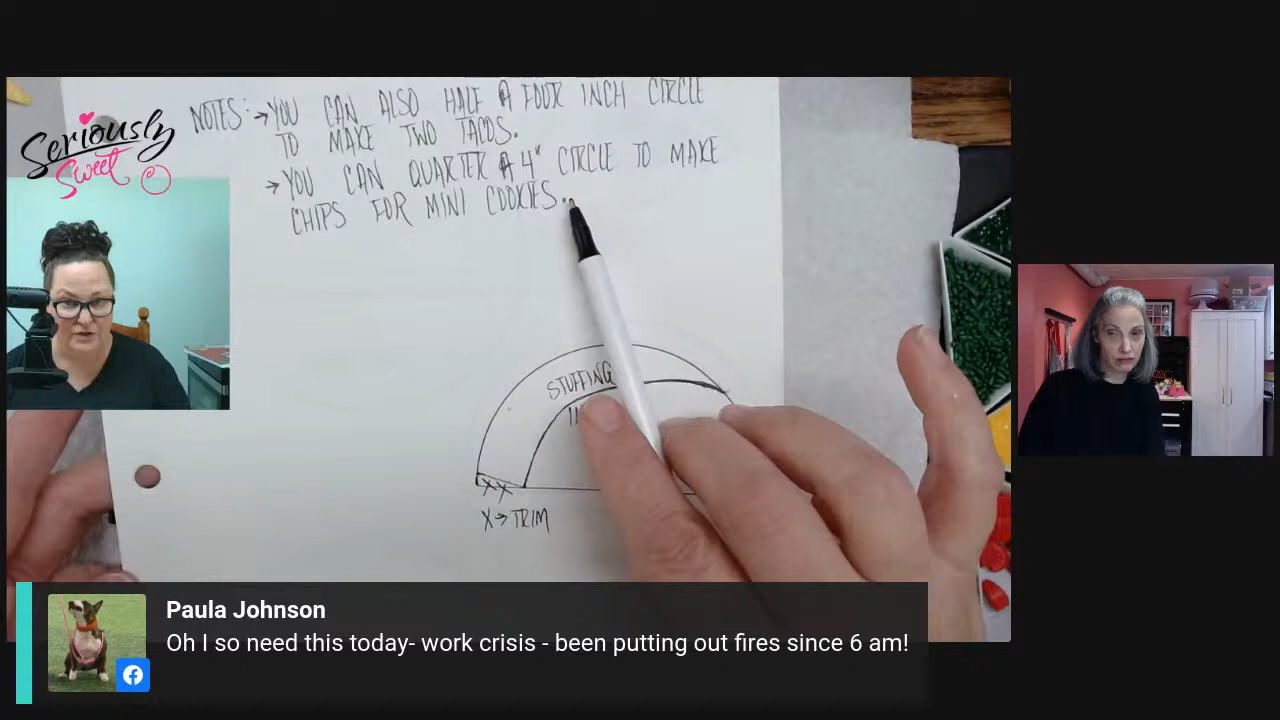 Seriously
Sweet
NOTES: → YOU CAN ALSO HALF A FOUR INCH CIRCLE
TO MAKE TWO TACOS.
→ YOU CAN QUARTER A 4" CIRCLE TO MAKE
CHIPS FOR MINI COOKIES.
STUFFING
X X
X → TRIM
Paula Johnson
Oh I so need this today- work crisis - been putting out fires since 6 am!